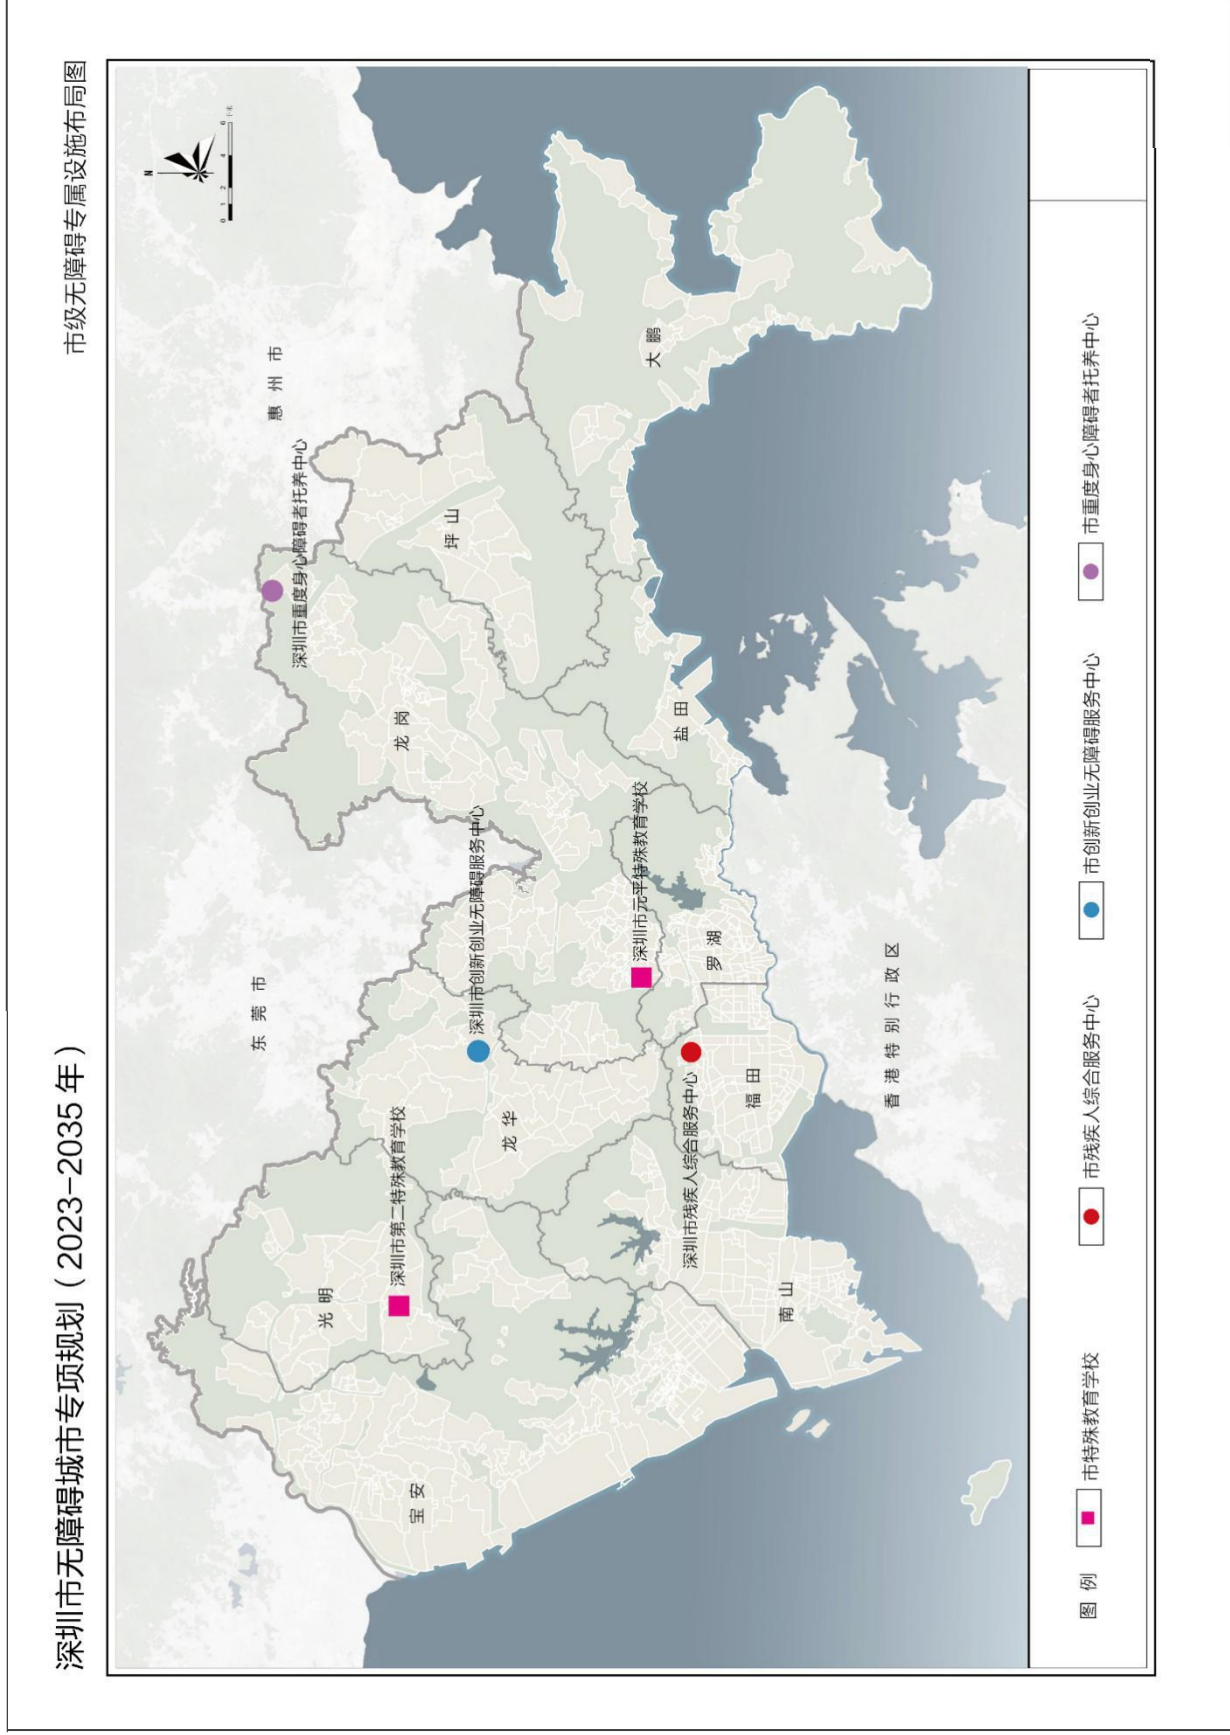 深圳市无障碍城市专项规划（2023-2035年）
市级无障碍专属设施布局图
N
0 1 2 4 6 千米
惠州市
深圳市重度身心障碍者托养中心
坪山
大鹏
龙岗
盐田
东莞市
深圳市创新创业无障碍服务中心
深圳市元平特殊教育学校
罗湖
龙华
深圳市第二特殊教育学校
福田
深圳市残疾人综合服务中心
香港特别行政区
光明
南山
宝安
图例
市特殊教育学校
市残疾人综合服务中心
市创新创业无障碍服务中心
市重度身心障碍者托养中心